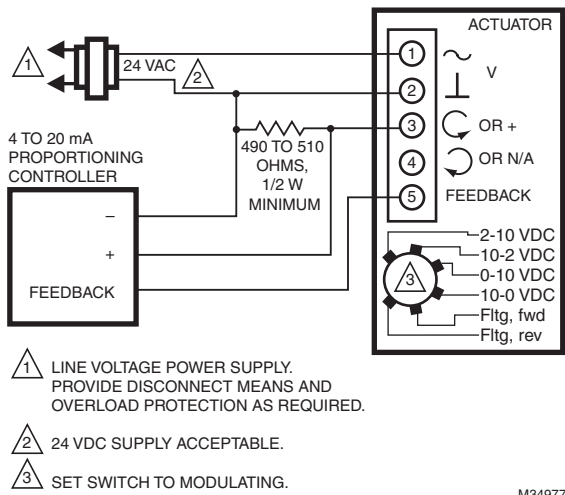 ACTUATOR
1
24 VAC
2
1
V
2
3
OR +
4
OR N/A
5
FEEDBACK
490 TO 510
OHMS,
1/2 W
MINIMUM
4 TO 20 mA
PROPORTIONING
CONTROLLER
–
+
FEEDBACK
2-10 VDC
10-2 VDC
0-10 VDC
10-0 VDC
Fltg, fwd
Fltg, rev
3
1 LINE VOLTAGE POWER SUPPLY.
PROVIDE DISCONNECT MEANS AND
OVERLOAD PROTECTION AS REQUIRED.
2 24 VDC SUPPLY ACCEPTABLE.
3 SET SWITCH TO MODULATING.
M34977